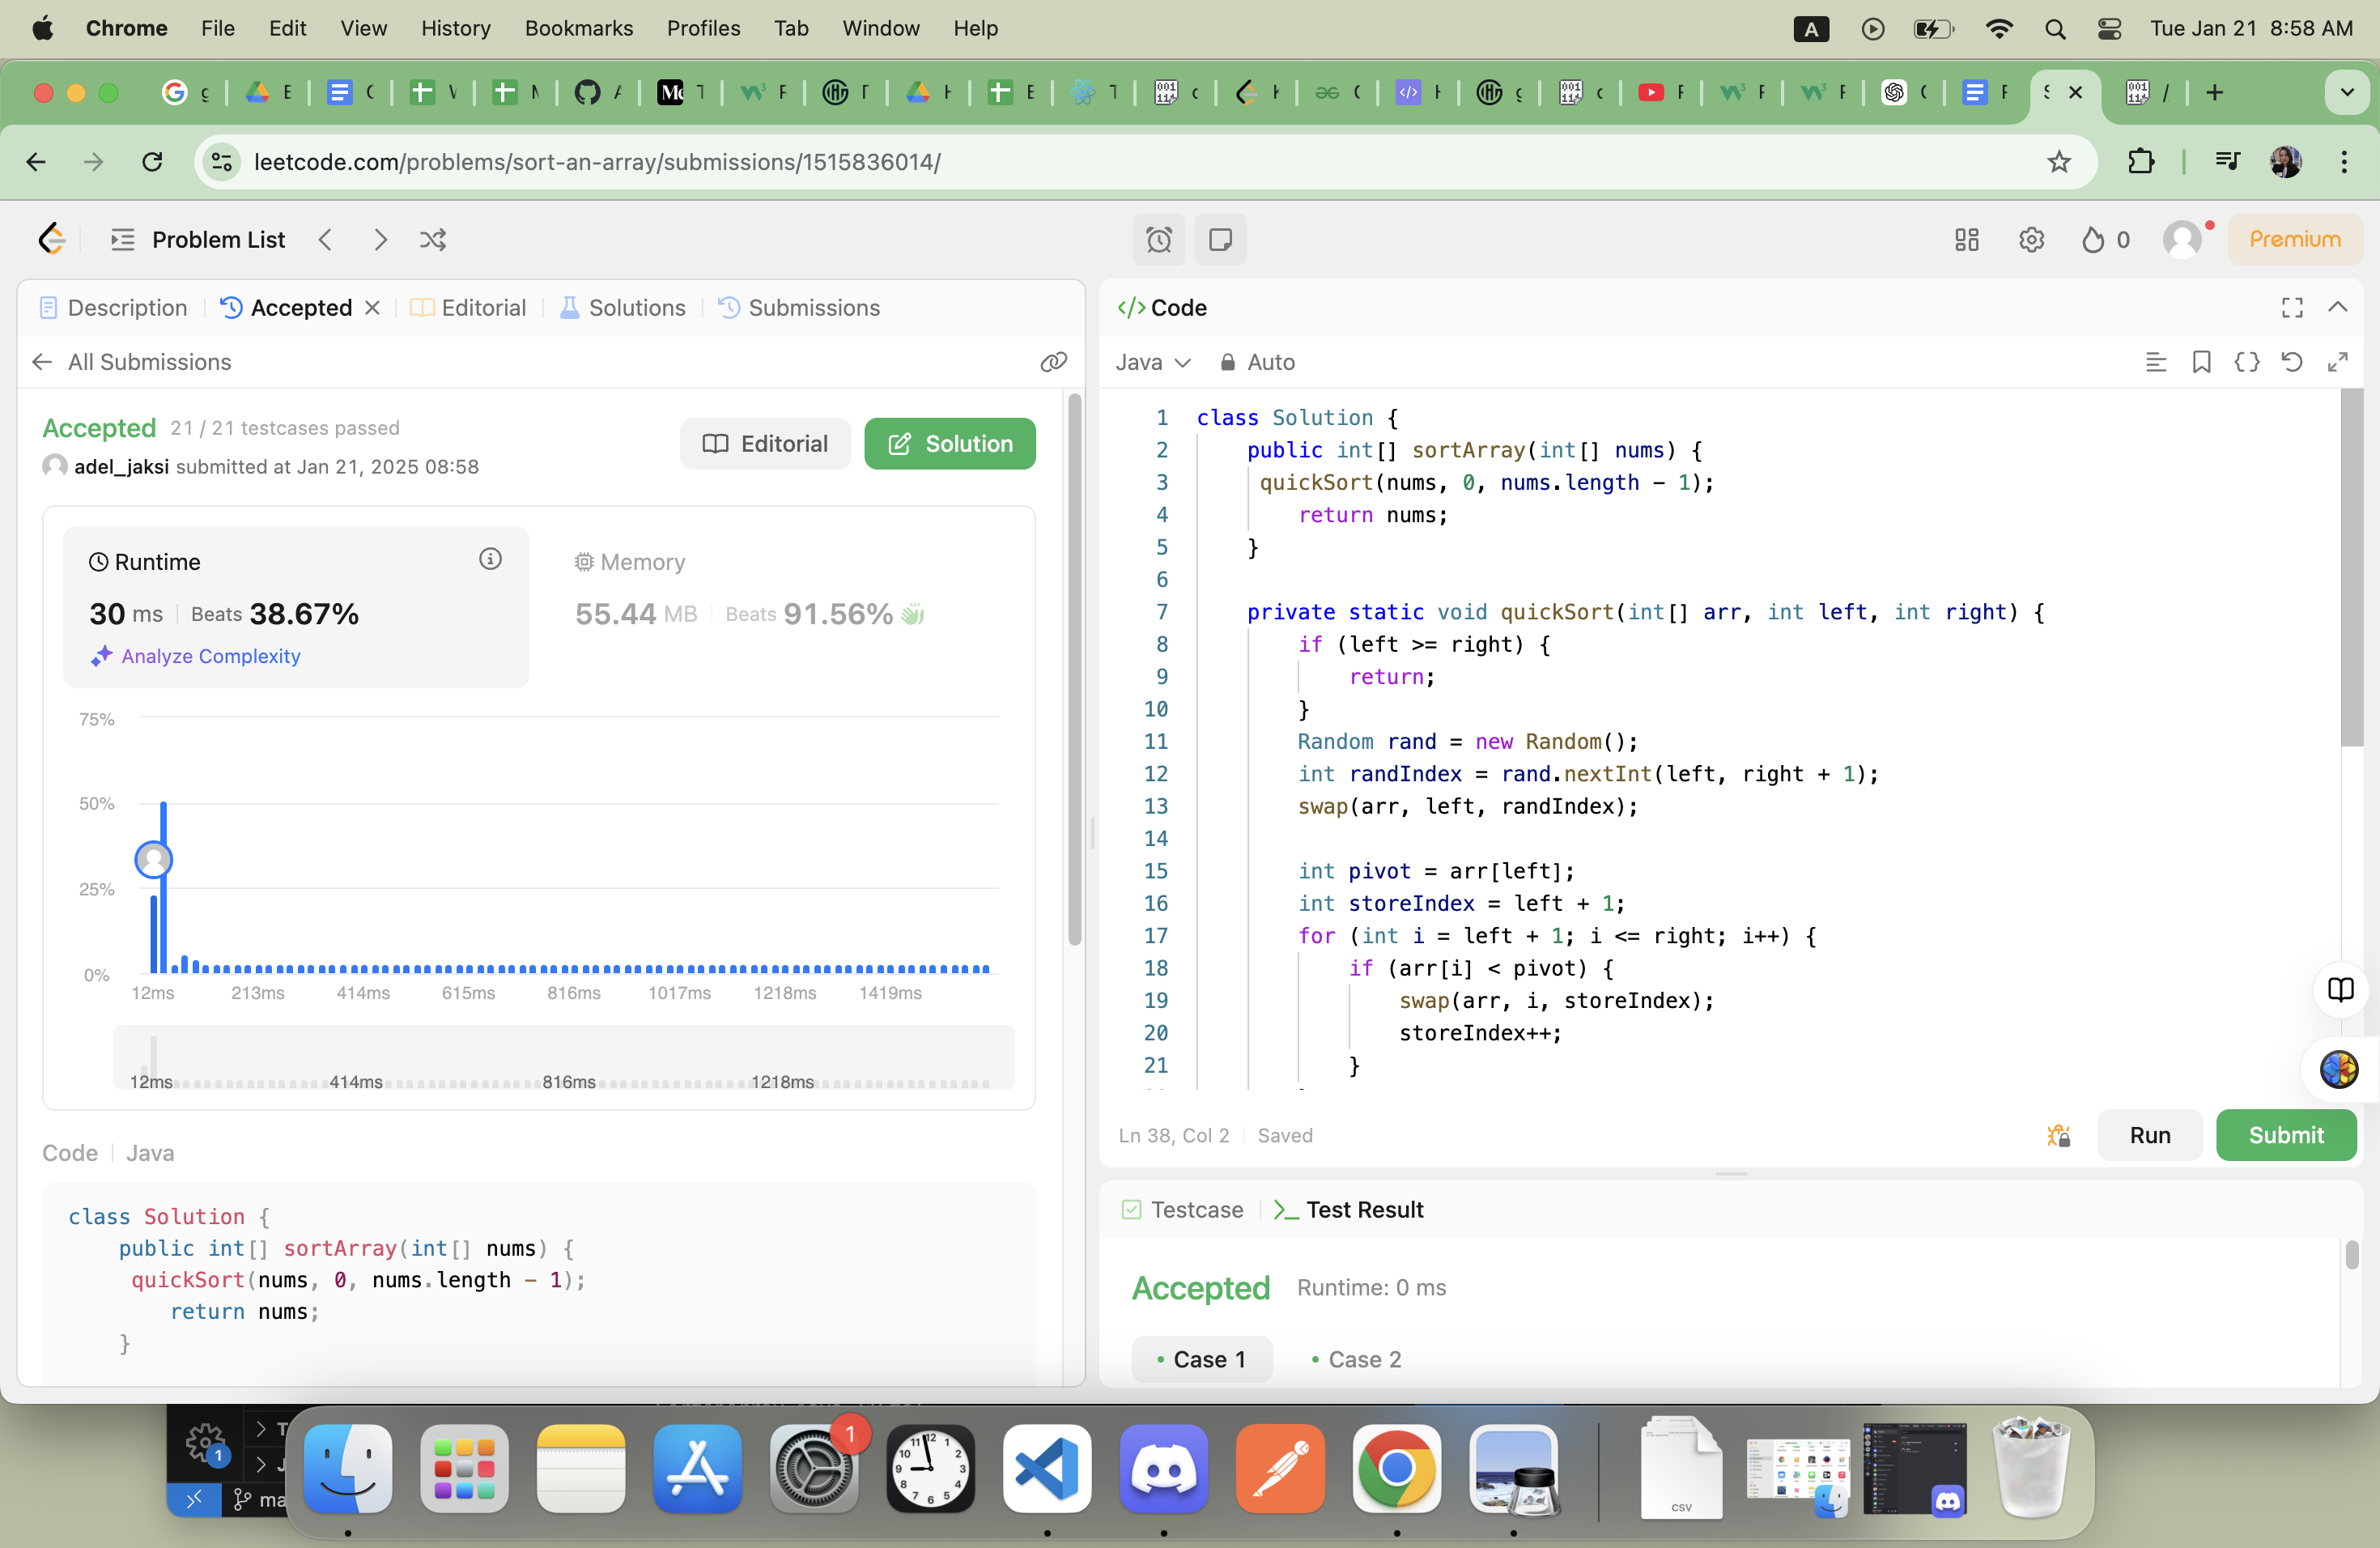 Chrome File Edit View History Bookmarks Profiles Tab Window Help A Tue Jan 21 8:58 AM
leetcode.com/problems/sort-an-array/submissions/1515836014/
Problem List 0 Premium
Description Accepted Editorial Solutions Submissions
All Submissions
Accepted 21 / 21 testcases passed
adel_jaksi submitted at Jan 21, 2025 08:58
Editorial Solution
Runtime
30 ms Beats 38.67%
Analyze Complexity
Memory
55.44 MB Beats 91.56%
75%
50%
25%
0%
12ms 213ms 414ms 615ms 816ms 1017ms 1218ms 1419ms
12ms 414ms 816ms 1218ms
Code Java
class Solution {
public int[] sortArray(int[] nums) {
quickSort(nums, 0, nums.length - 1);
return nums;
}
</> Code
Java Auto
1 class Solution {
2 public int[] sortArray(int[] nums) {
3 quickSort(nums, 0, nums.length - 1);
4 return nums;
5 }
6
7 private static void quickSort(int[] arr, int left, int right) {
8 if (left >= right) {
9 return;
10 }
11 Random rand = new Random();
12 int randIndex = rand.nextInt(left, right + 1);
13 swap(arr, left, randIndex);
14
15 int pivot = arr[left];
16 int storeIndex = left + 1;
17 for (int i = left + 1; i <= right; i++) {
18 if (arr[i] < pivot) {
19 swap(arr, i, storeIndex);
20 storeIndex++;
21 }
Ln 38, Col 2 Saved
Run Submit
Testcase Test Result
Accepted Runtime: 0 ms
Case 1 Case 2
1
1
ma
CSV